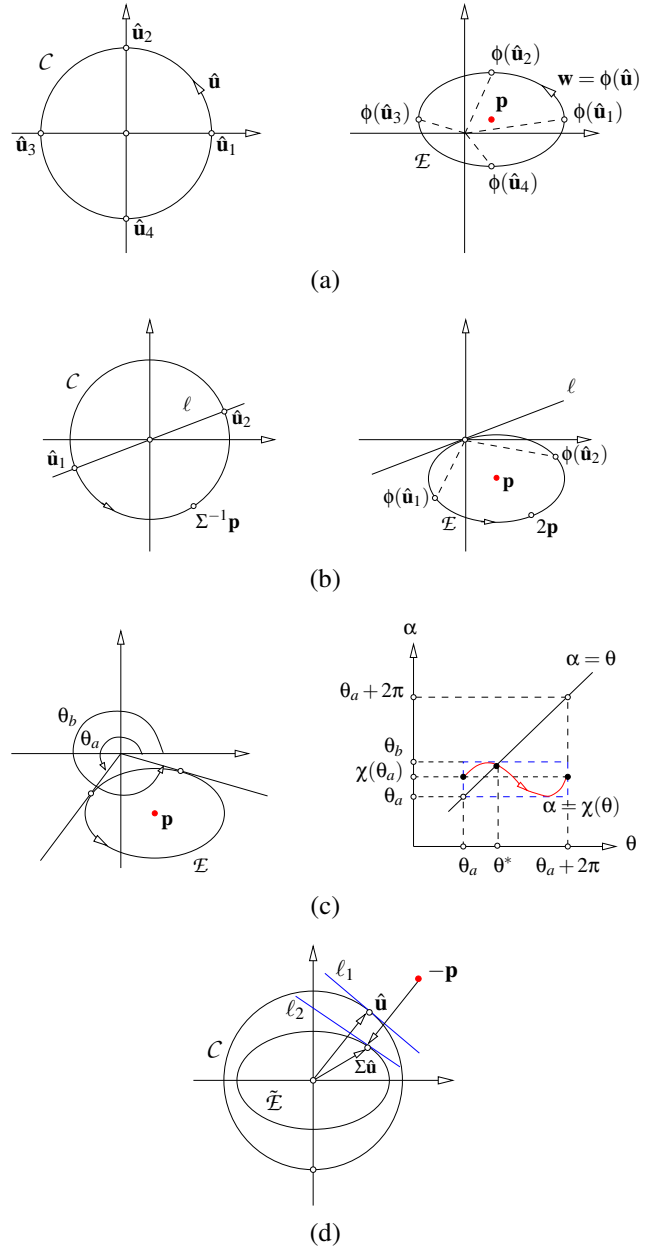 𝒞
û₂
û
û₃
û₁
û₄
ϕ(û₂)
w = ϕ(û)
p
ϕ(û₃)
ϕ(û₁)
ℰ
ϕ(û₄)
(a)
𝒞
ℓ
û₂
û₁
Σ⁻¹p
ℓ
ϕ(û₂)
p
ϕ(û₁)
ℰ
2p
(b)
θ_b
θ_a
p
ℰ
α
α = θ
θ_a + 2π
θ_b
χ(θ_a)
θ_a
α = χ(θ)
θ
θ_a
θ*
θ_a + 2π
(c)
ℓ₁
−p
û
ℓ₂
𝒞
Σû
ℰ̃
(d)